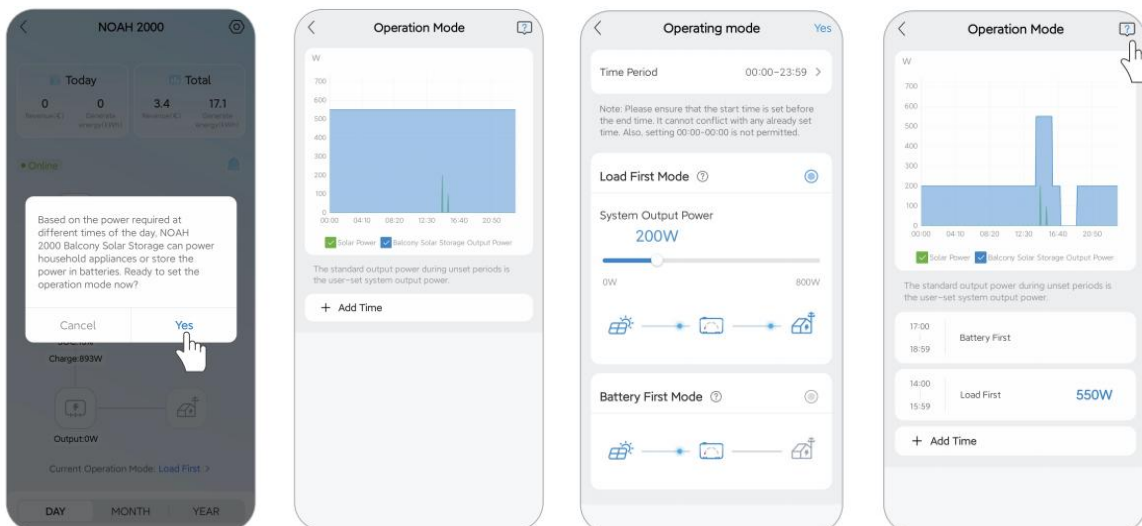 NOAH 2000
Today
Total
0
0
3.4
17.1
Online
Based on the power required at
different times of the day, NOAH
2000 Balcony Solar Storage can power
household appliances or store the
power in batteries. Ready to set the
operation mode now?
Cancel
Yes
Charge:893W
Output:0W
Current Operation Mode: Load First >
DAY
MONTH
YEAR
Operation Mode
W
700
600
500
400
300
200
100
0
00:00 04:10 08:20 12:30 16:40 20:50
Solar Power Balcony Solar Storage Output Power
The standard output power during unset periods is
the user-set system output power.
+ Add Time
Operating mode
Yes
Time Period
00:00~23:59 >
Note: Please ensure that the start time is set before
the end time. It cannot conflict with any already set
time. Also, setting 00:00-00:00 is not permitted.
Load First Mode ?
System Output Power
200W
0W
800W
Battery First Mode ?
Operation Mode
?
W
700
600
500
400
300
200
100
0
00:00 04:10 08:20 12:30 16:40 20:50
Solar Power Balcony Solar Storage Output Power
The standard output power during unset periods is
the user-set system output power.
17:00
18:59
Battery First
14:00
15:59
Load First
550W
+ Add Time